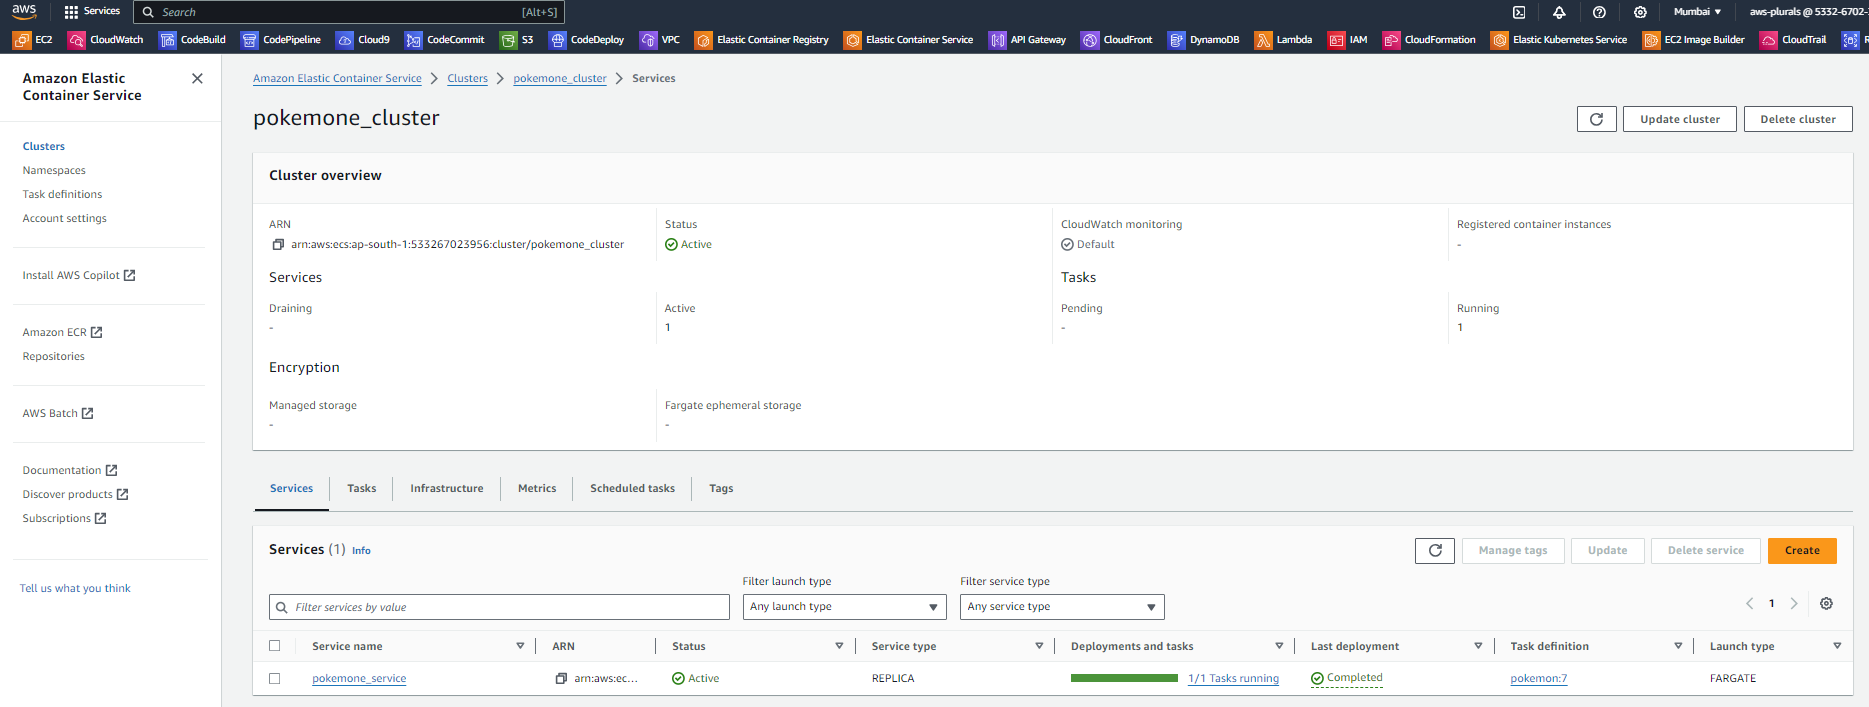 aws Services Search [Alt+S] Mumbai aws-plurals @ 5332-6702-
EC2 CloudWatch CodeBuild CodePipeline Cloud9 CodeCommit S3 CodeDeploy VPC Elastic Container Registry Elastic Container Service API Gateway CloudFront DynamoDB Lambda IAM CloudFormation Elastic Kubernetes Service EC2 Image Builder CloudTrail
Amazon Elastic
Container Service
Clusters
Namespaces
Task definitions
Account settings
Install AWS Copilot
Amazon ECR
Repositories
AWS Batch
Documentation
Discover products
Subscriptions
Tell us what you think
Amazon Elastic Container Service > Clusters > pokemone_cluster > Services
pokemone_cluster
Update cluster Delete cluster
Cluster overview
ARN Status CloudWatch monitoring Registered container instances
arn:aws:ecs:ap-south-1:533267023956:cluster/pokemone_cluster Active Default -
Services Tasks
Draining Active Pending Running
- 1 - 1
Encryption
Managed storage Fargate ephemeral storage
- -
Services Tasks Infrastructure Metrics Scheduled tasks Tags
Services (1) Info Manage tags Update Delete service Create
Filter launch type Filter service type
Filter services by value Any launch type Any service type 1
Service name ARN Status Service type Deployments and tasks Last deployment Task definition Launch type
pokemone_service arn:aws:ec... Active REPLICA 1/1 Tasks running Completed pokemon:7 FARGATE